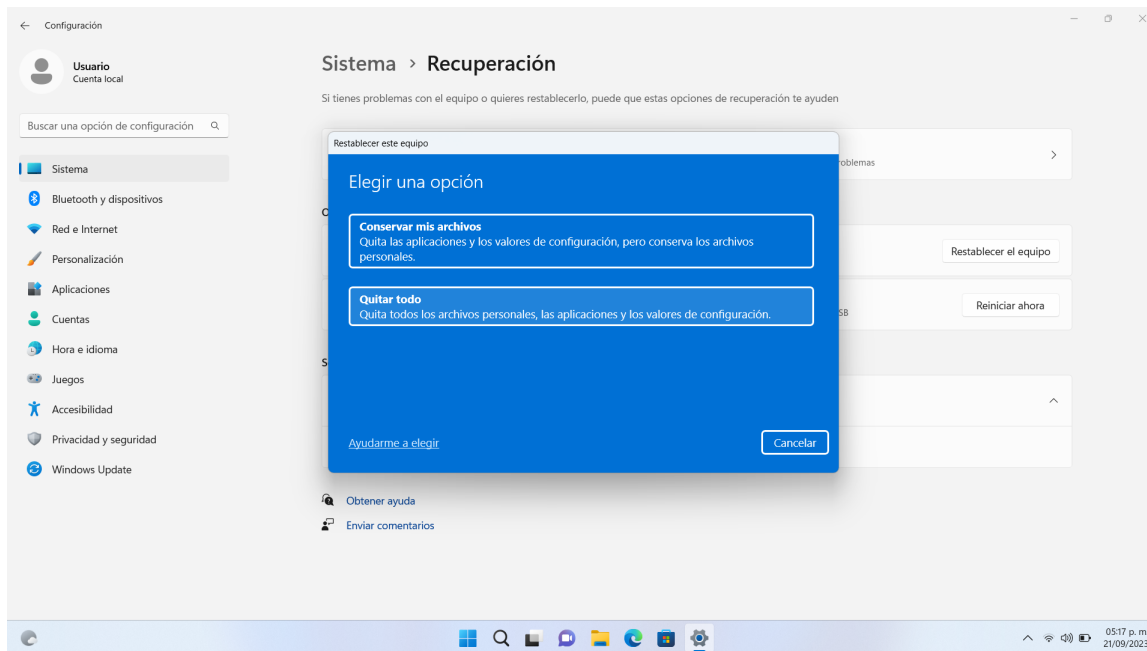 Configuración
Usuario
Cuenta local
Buscar una opción de configuración
Sistema
Bluetooth y dispositivos
Red e Internet
Personalización
Aplicaciones
Cuentas
Hora e idioma
Juegos
Accesibilidad
Privacidad y seguridad
Windows Update
Sistema > Recuperación
Si tienes problemas con el equipo o quieres restablecerlo, puede que estas opciones de recuperación te ayuden
Restablecer este equipo
Elegir una opción
Conservar mis archivos
Quita las aplicaciones y los valores de configuración, pero conserva los archivos
personales.
Quitar todo
Quita todos los archivos personales, las aplicaciones y los valores de configuración.
Ayudarme a elegir
Cancelar
Restablecer el equipo
Reiniciar ahora
Obtener ayuda
Enviar comentarios
05:17 p. m
21/09/2023